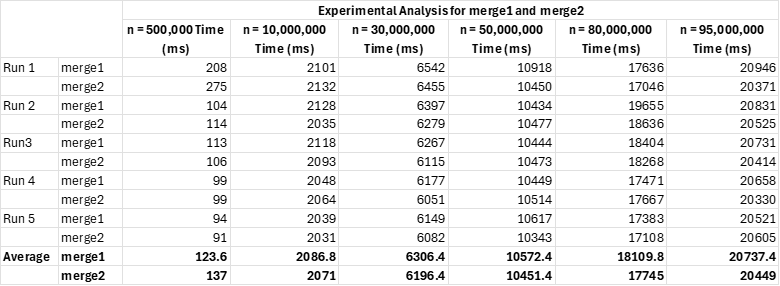 Experimental Analysis for merge1 and merge2
n = 500,000 Time (ms) n = 10,000,000 Time (ms) n = 30,000,000 Time (ms) n = 50,000,000 Time (ms) n = 80,000,000 Time (ms) n = 95,000,000 Time (ms)
Run 1 merge1 208 2101 6542 10918 17636 20946
merge2 275 2132 6455 10450 17046 20371
Run 2 merge1 104 2128 6397 10434 19655 20831
merge2 114 2035 6279 10477 18636 20525
Run3 merge1 113 2118 6267 10444 18404 20731
merge2 106 2093 6115 10473 18268 20414
Run 4 merge1 99 2048 6177 10449 17471 20658
merge2 99 2064 6051 10514 17667 20330
Run 5 merge1 94 2039 6149 10617 17383 20521
merge2 91 2031 6082 10343 17108 20605
Average merge1 123.6 2086.8 6306.4 10572.4 18109.8 20737.4
merge2 137 2071 6196.4 10451.4 17745 20449